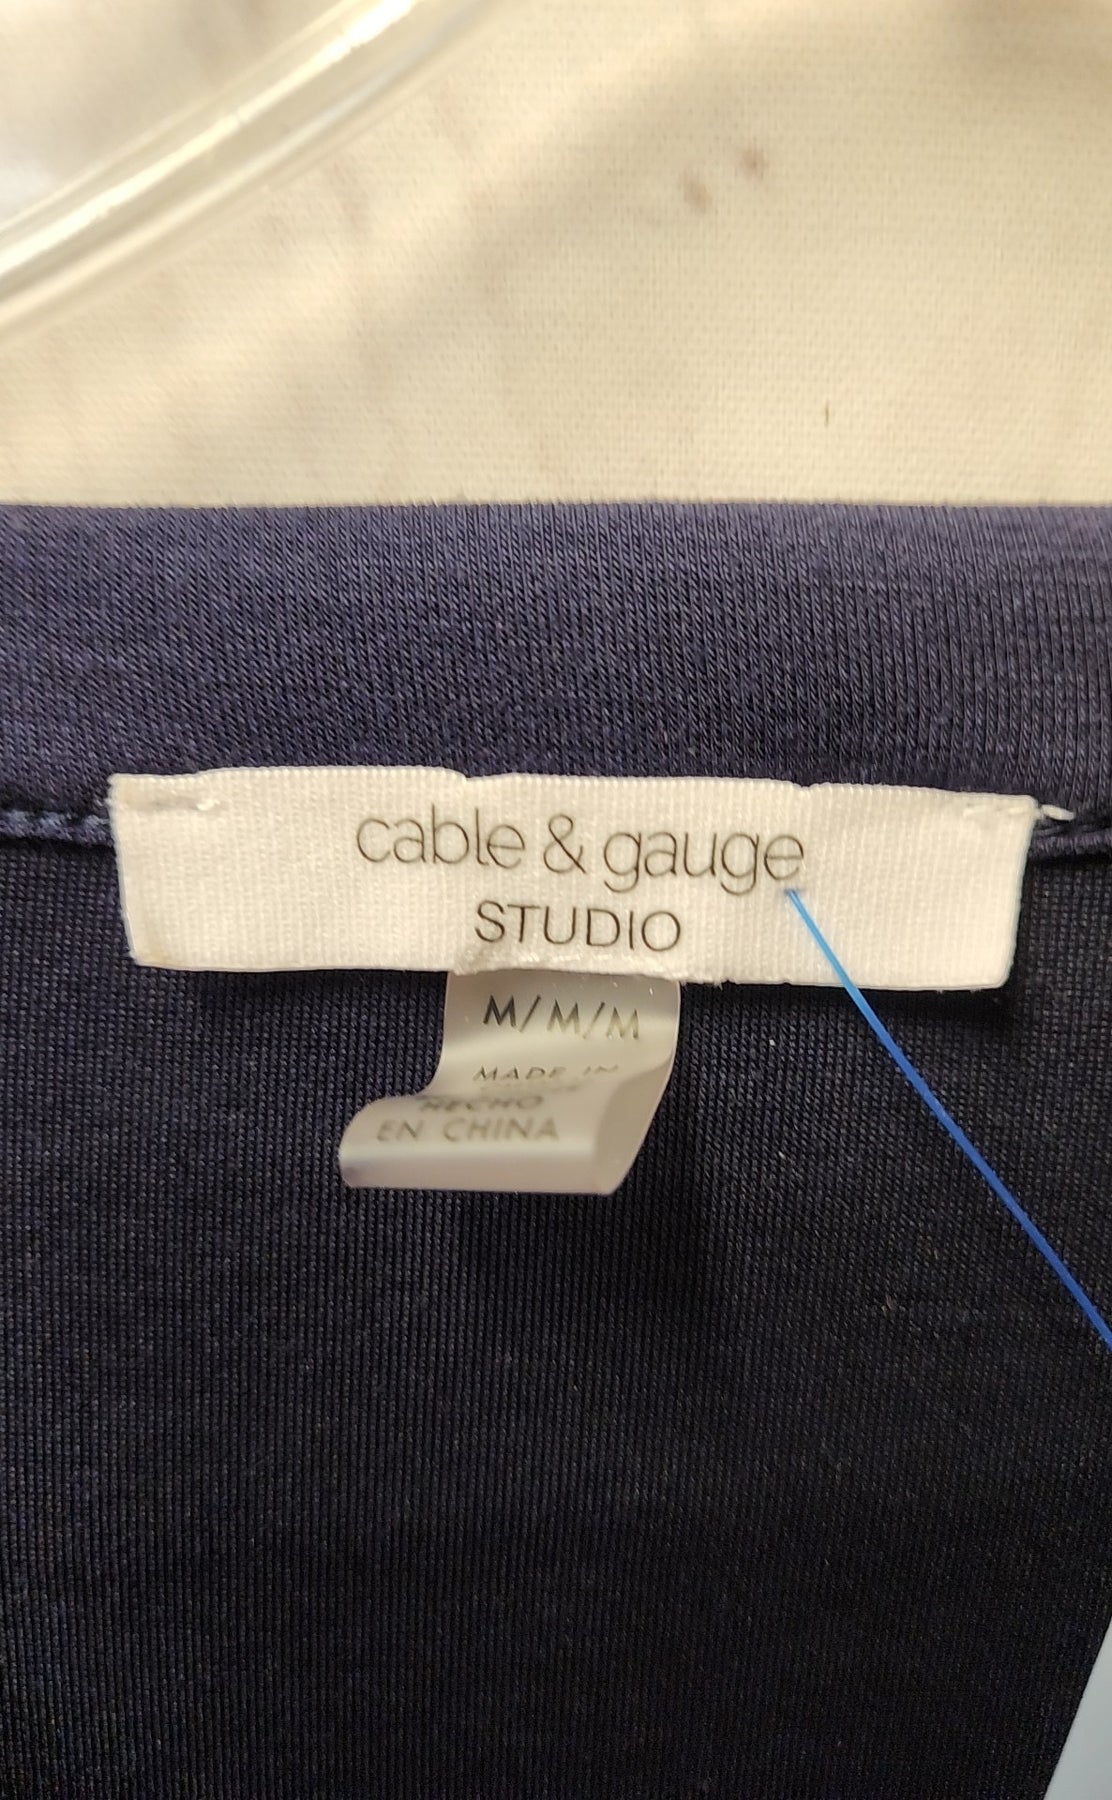 cable & gauge
STUDIO
M/M/M
MADE IN
HECHO
EN CHINA